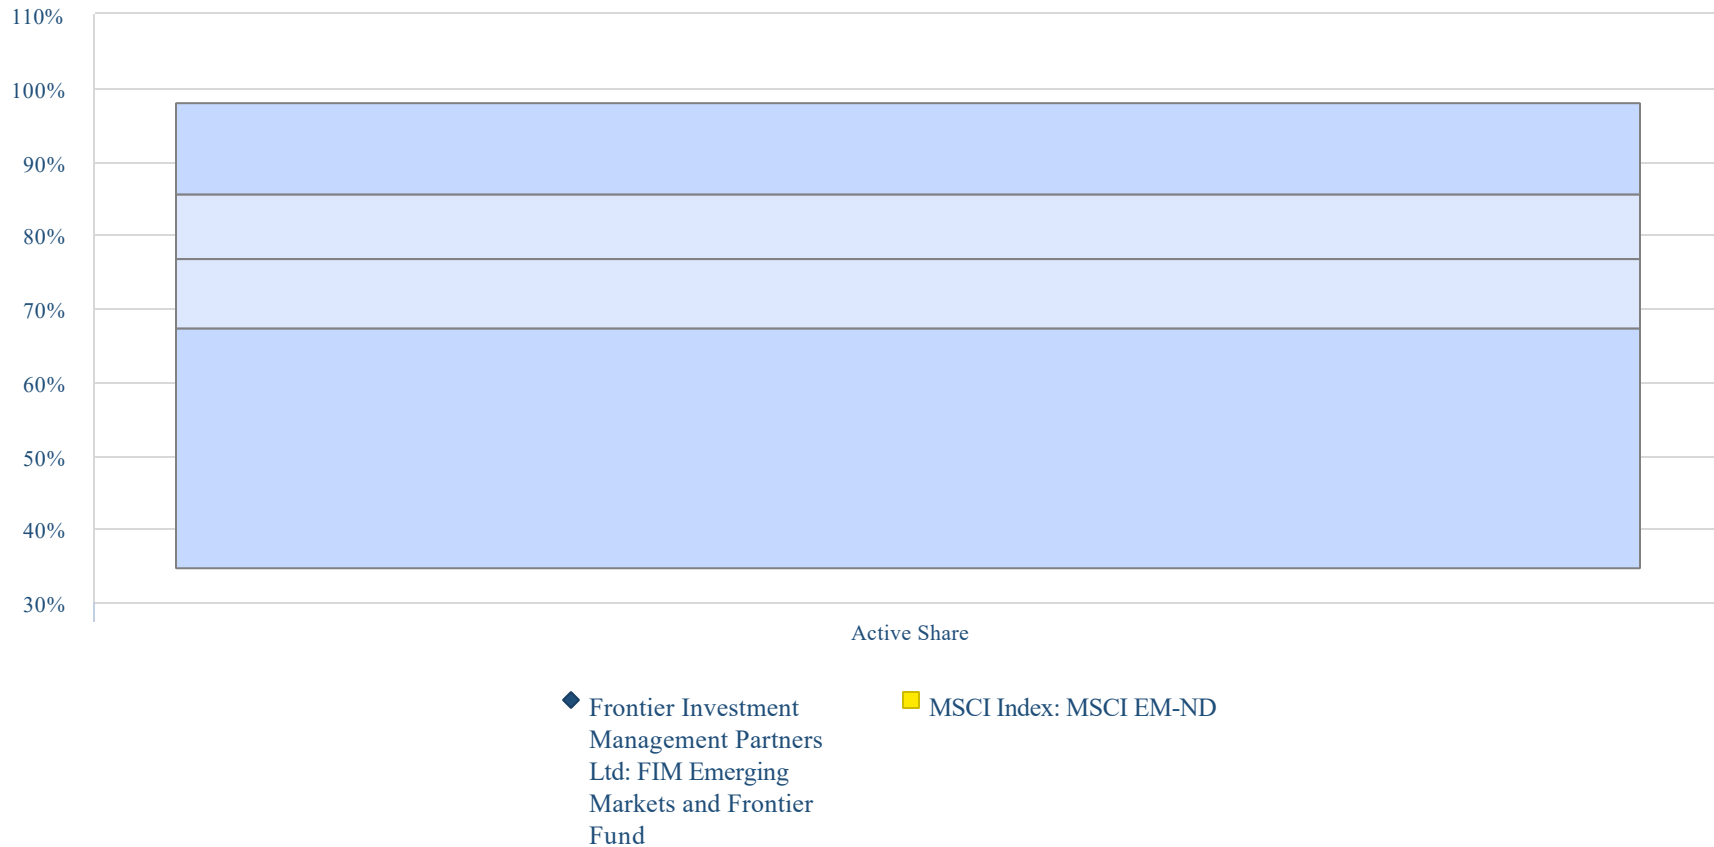 110%
100%
90%
80%
70%
60%
50%
40%
30%
Active Share
Frontier Investment
Management Partners
Ltd: FIM Emerging
Markets and Frontier
Fund
MSCI Index: MSCI EM-ND